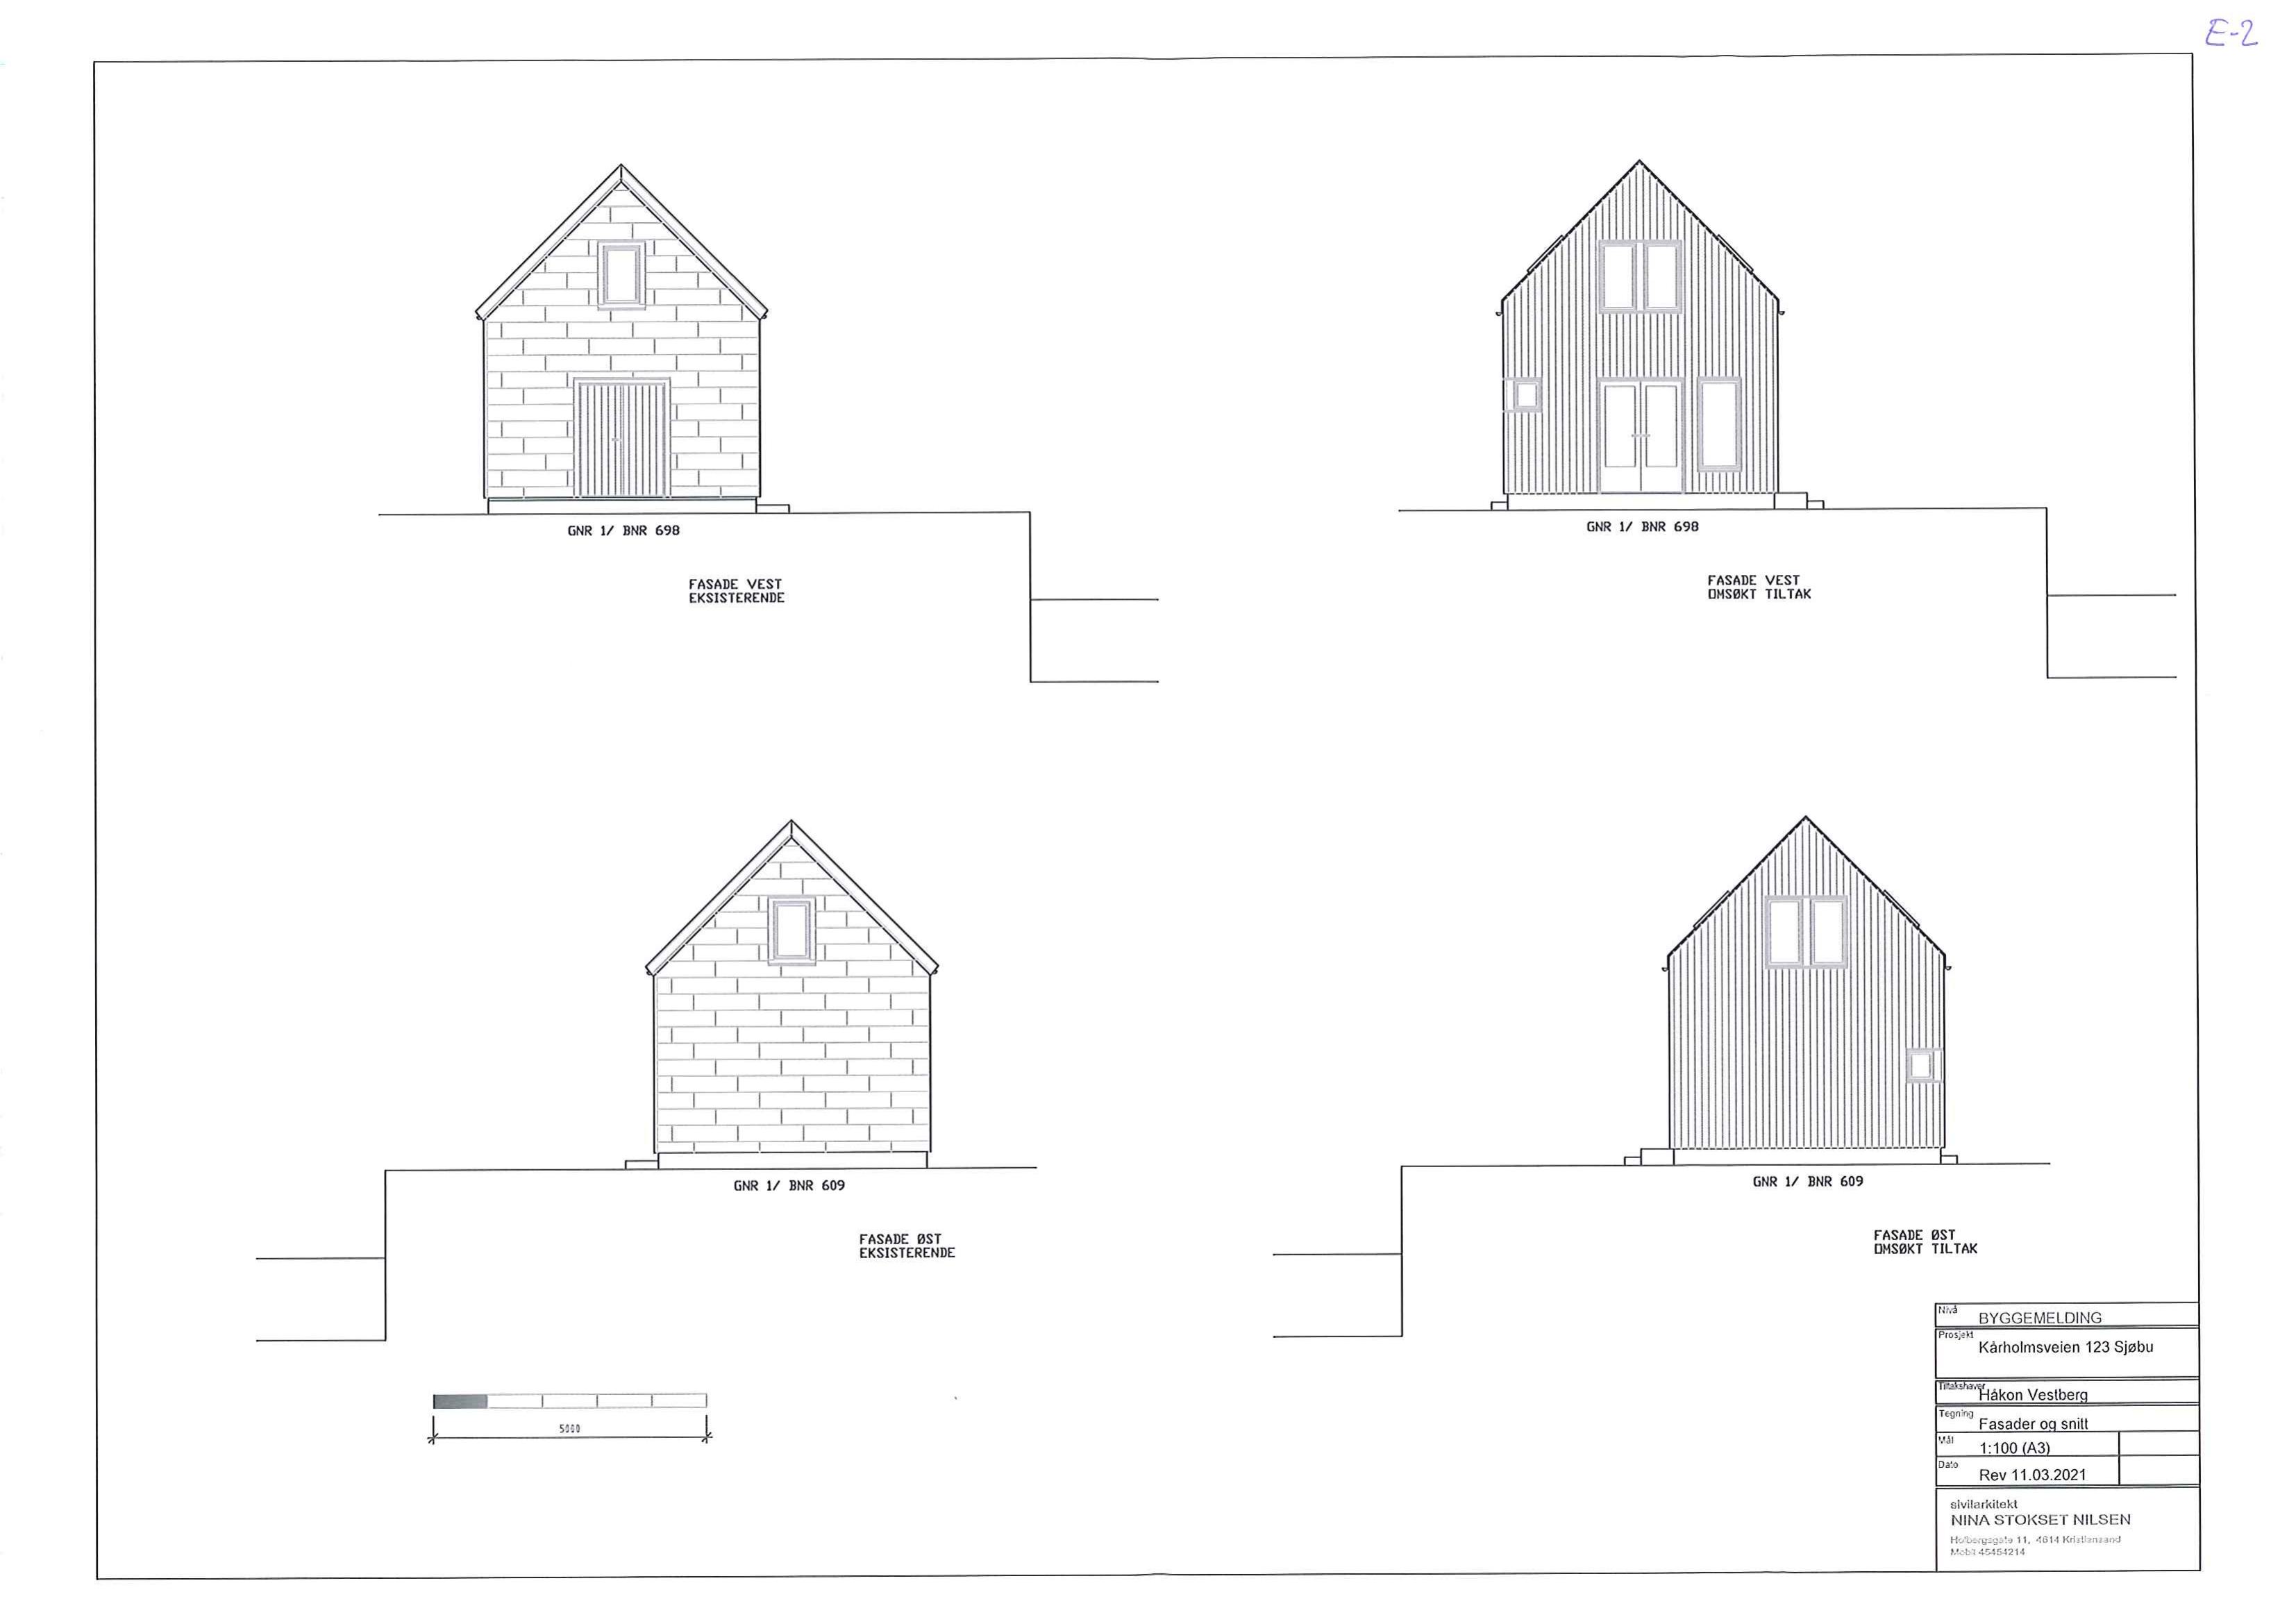 E-2
GNR 1/ BNR 698
FASADE VEST
EKSISTERENDE
GNR 1/ BNR 698
FASADE VEST
OMSØKT TILTAK
GNR 1/ BNR 609
FASADE ØST
EKSISTERENDE
GNR 1/ BNR 609
FASADE ØST
OMSØKT TILTAK
5000
Nivå BYGGEMELDING
Prosjekt Kårholmsveien 123 Sjøbu
Tiltakshaver Håkon Vestberg
Tegning Fasader og snitt
Mål 1:100 (A3)
Dato Rev 11.03.2021
sivilarkitekt
NINA STOKSET NILSEN
Holbergsgate 11, 4614 Kristiansand
Mobil 45454214